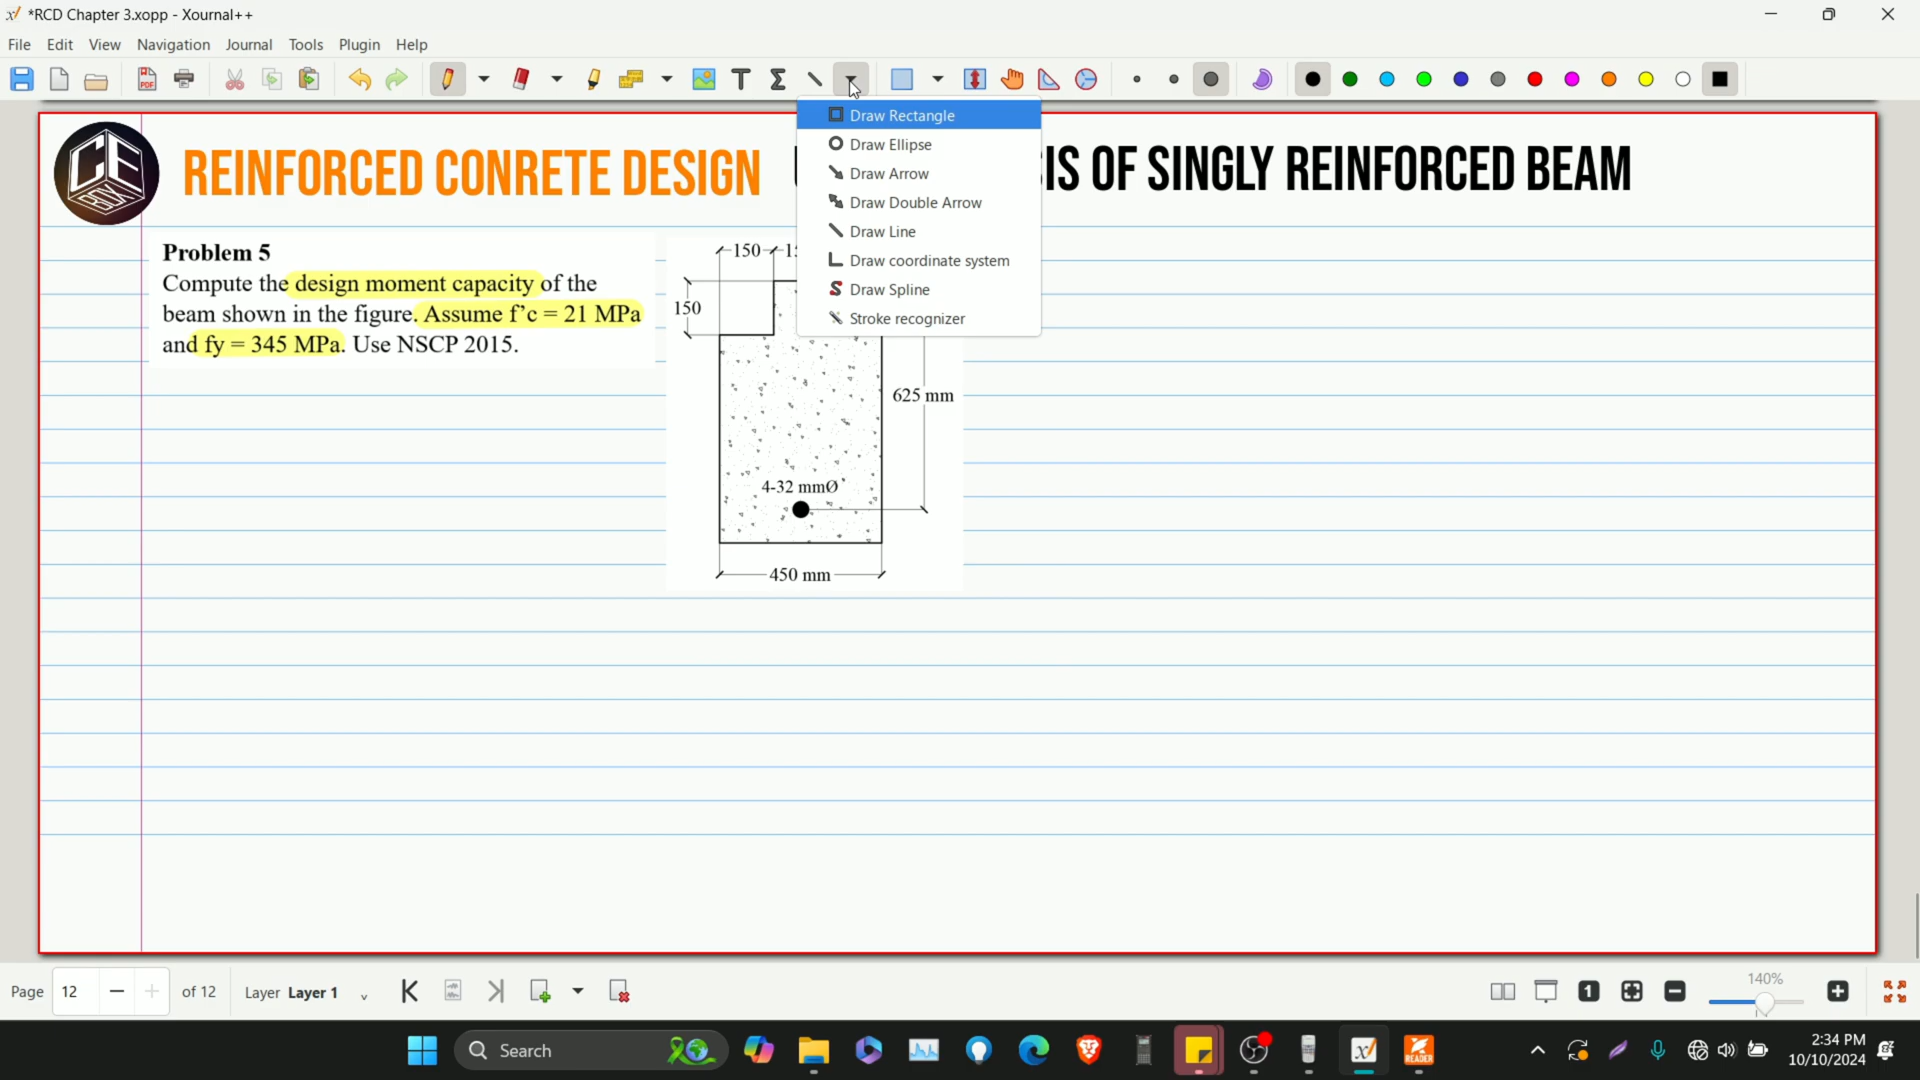 *RCD Chapter 3.xopp - Xournal++
File Edit View Navigation Journal Tools Plugin Help
Draw Rectangle
Draw Ellipse
Draw Arrow
Draw Double Arrow
Draw Line
Draw coordinate system
Draw Spline
Stroke recognizer
CE
BOX
REINFORCED CONRETE DESIGN
IS OF SINGLY REINFORCED BEAM
Problem 5
Compute the design moment capacity of the
beam shown in the figure. Assume f'c = 21 MPa
and fy = 345 MPa. Use NSCP 2015.
150
150
625 mm
4-32 mmØ
450 mm
Page 12 of 12 Layer Layer 1
140%
Search
READER
2:34 PM
10/10/2024